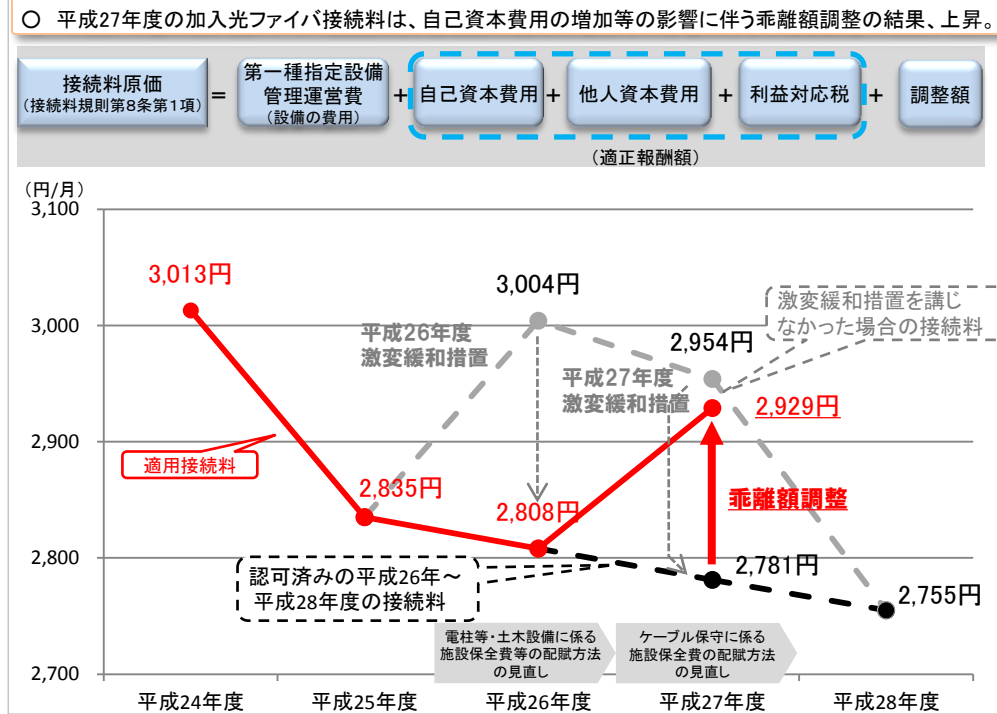 ○ 平成27年度の加入光ファイバ接続料は、自己資本費用の増加等の影響に伴う乖離額調整の結果、上昇。
接続料原価
(接続料規則第8条第1項)
=
第一種指定設備
管理運営費
(設備の費用)
+
自己資本費用
+
他人資本費用
+
利益対応税
+
調整額
(適正報酬額)
(円/月)
3,100
3,000
2,900
2,800
2,700
3,013円
3,004円
激変緩和措置を講じ
なかった場合の接続料
平成26年度
激変緩和措置
2,954円
平成27年度
激変緩和措置
2,929円
適用接続料
2,835円
2,808円
乖離額調整
2,781円
認可済みの平成26年~
平成28年度の接続料
2,755円
電柱等・土木設備に係る
施設保全費等の配賦方法
の見直し
ケーブル保守に係る
施設保全費の配賦方法
の見直し
平成24年度
平成25年度
平成26年度
平成27年度
平成28年度